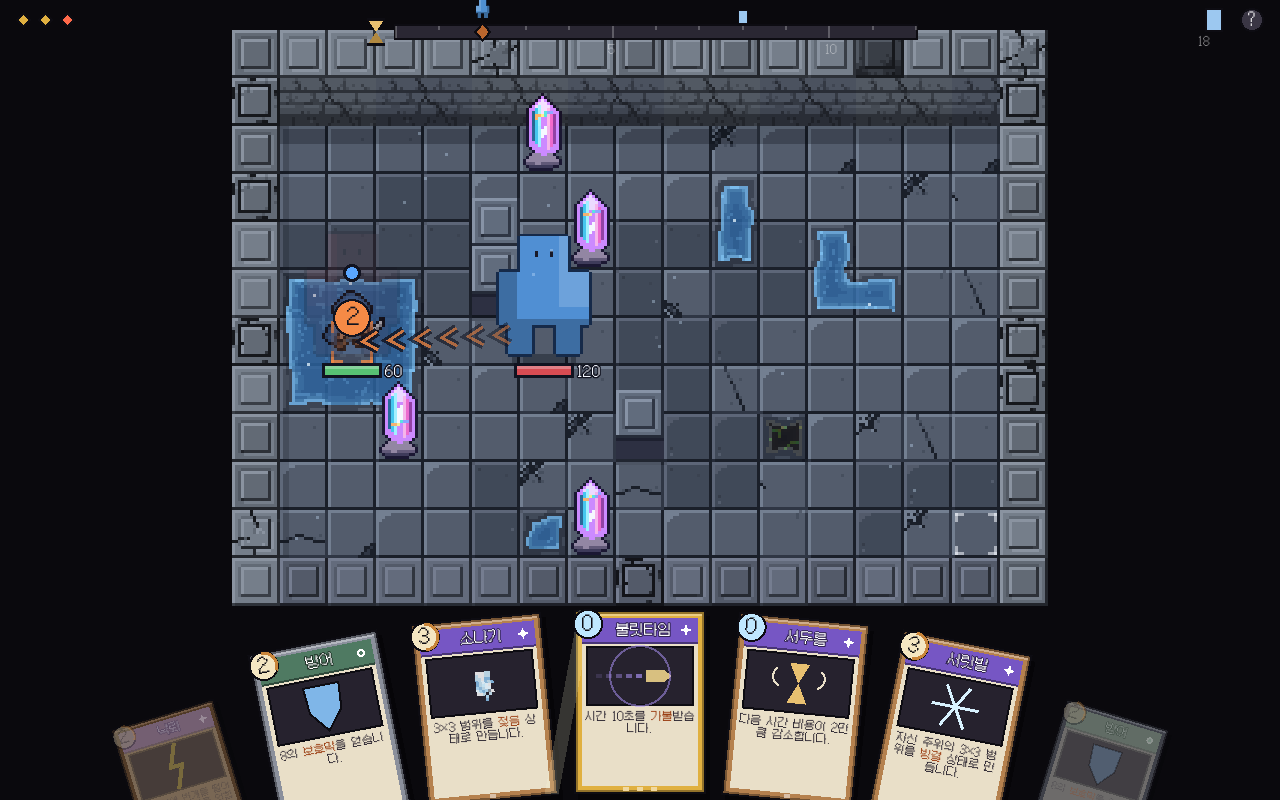 ?
5
10
18
2
60
120
2
방어
8의 보호막을 얻습니
다.
3
소나기
3×3 범위를 젖음 상
태로 만듭니다.
0
불릿타임
시간 10초를 가불받습
니다.
0
서두름
다음 시간 비용이 2만
큼 감소합니다.
3
서릿발
자신 주위의 3×3 범
위를 빙결 상태로 만
듭니다.
2
방어